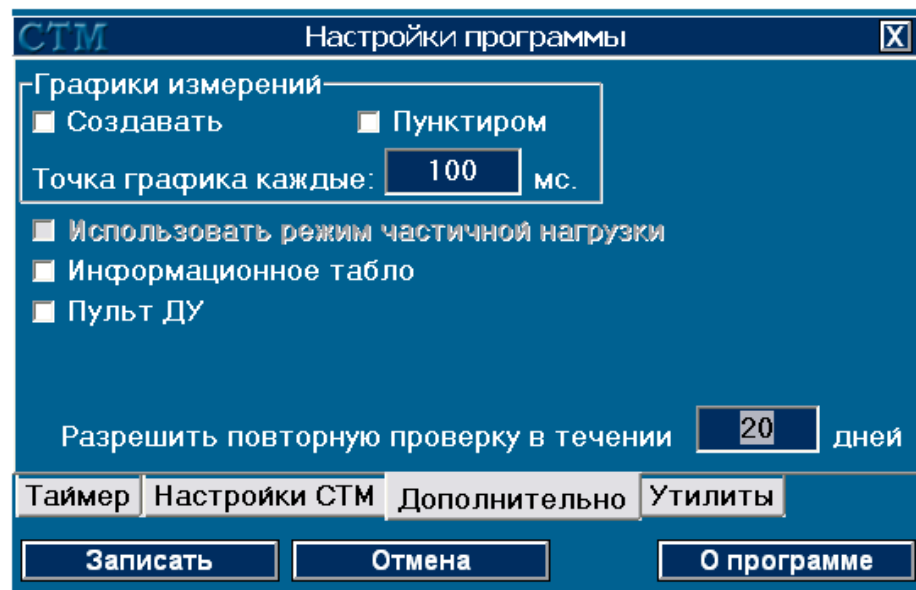 СТМ Настройки программы X
Графики измерений
Создавать Пунктиром
Точка графика каждые: 100 мс.
Использовать режим частичной нагрузки
Информационное табло
Пульт ДУ
Разрешить повторную проверку в течении 20 дней
Таймер Настройки СТМ Дополнительно Утилиты
Записать Отмена О программе